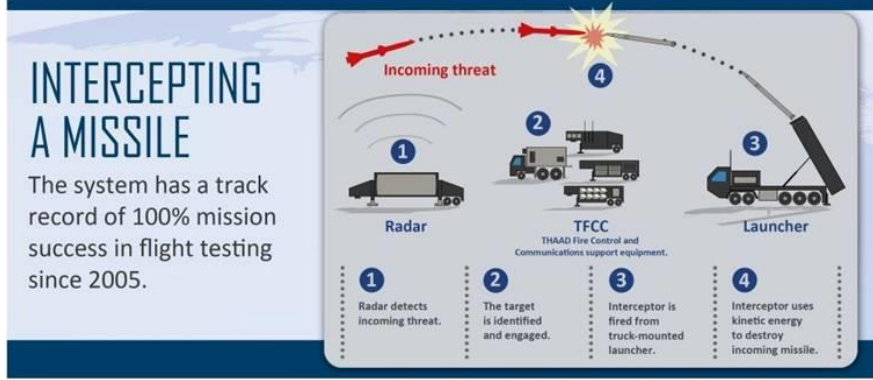 INTERCEPTING
A MISSILE
The system has a track
record of 100% mission
success in flight testing
since 2005.
Incoming threat
4
1
2
3
Radar
TFCC
THAAD Fire Control and
Communications support equipment.
Launcher
1
Radar detects
incoming threat.
2
The target
is identified
and engaged.
3
Interceptor is
fired from
truck-mounted
launcher.
4
Interceptor uses
kinetic energy
to destroy
incoming missile.